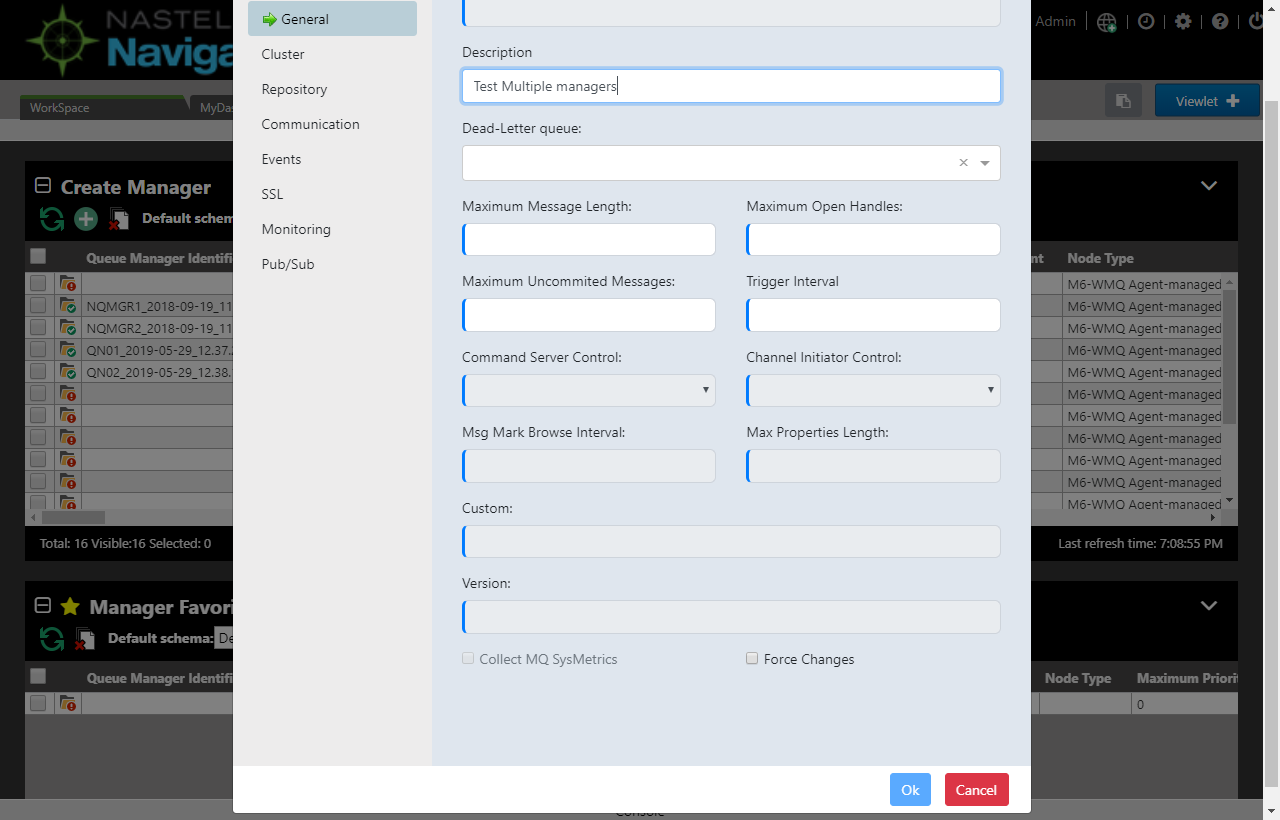 NASTEL
Naviga
Admin
WorkSpace
MyDas
Viewlet
General
Cluster
Repository
Communication
Events
SSL
Monitoring
Pub/Sub
Description
Test Multiple managers
Dead-Letter queue:
Maximum Message Length:
Maximum Open Handles:
Maximum Uncommited Messages:
Trigger Interval
Command Server Control:
Channel Initiator Control:
Msg Mark Browse Interval:
Max Properties Length:
Custom:
Version:
Collect MQ SysMetrics
Force Changes
Ok
Cancel
Create Manager
Default schem
Queue Manager Identifi
nt
Node Type
M6-WMQ Agent-managed
NQMGR1_2018-09-19_11
M6-WMQ Agent-managed
NQMGR2_2018-09-19_11
M6-WMQ Agent-managed
QN01_2019-05-29_12.37.
M6-WMQ Agent-managed
QN02_2019-05-29_12.38.
M6-WMQ Agent-managed
M6-WMQ Agent-managed
M6-WMQ Agent-managed
M6-WMQ Agent-managed
M6-WMQ Agent-managed
M6-WMQ Agent-managed
M6-WMQ Agent-managed
Total: 16 Visible:16 Selected: 0
Last refresh time: 7:08:55 PM
Manager Favori
Default schema: De
Queue Manager Identifi
Node Type
Maximum Priorit
0
Console